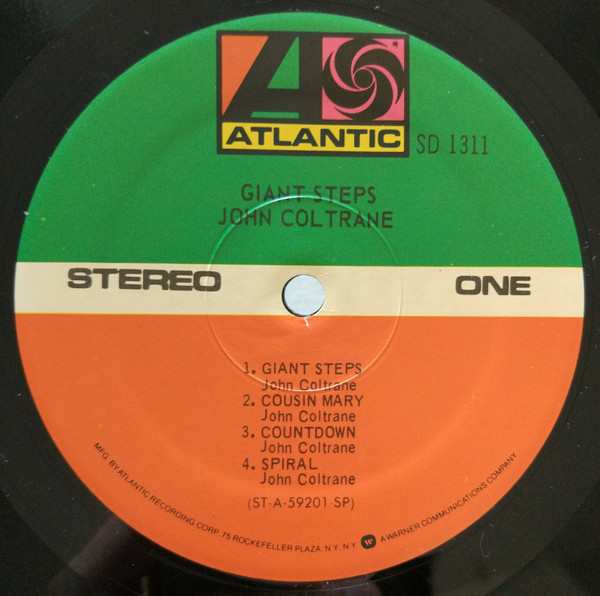 ATLANTIC
SD 1311
GIANT STEPS
JOHN COLTRANE
STEREO
ONE
1. GIANT STEPS
John Coltrane
2. COUSIN MARY
John Coltrane
3. COUNTDOWN
John Coltrane
4. SPIRAL
John Coltrane
(ST-A-59201 SP)
MFG. BY ATLANTIC RECORDING CORP. 75 ROCKEFELLER PLAZA, N.Y. N.Y. W A WARNER COMMUNICATIONS COMPANY